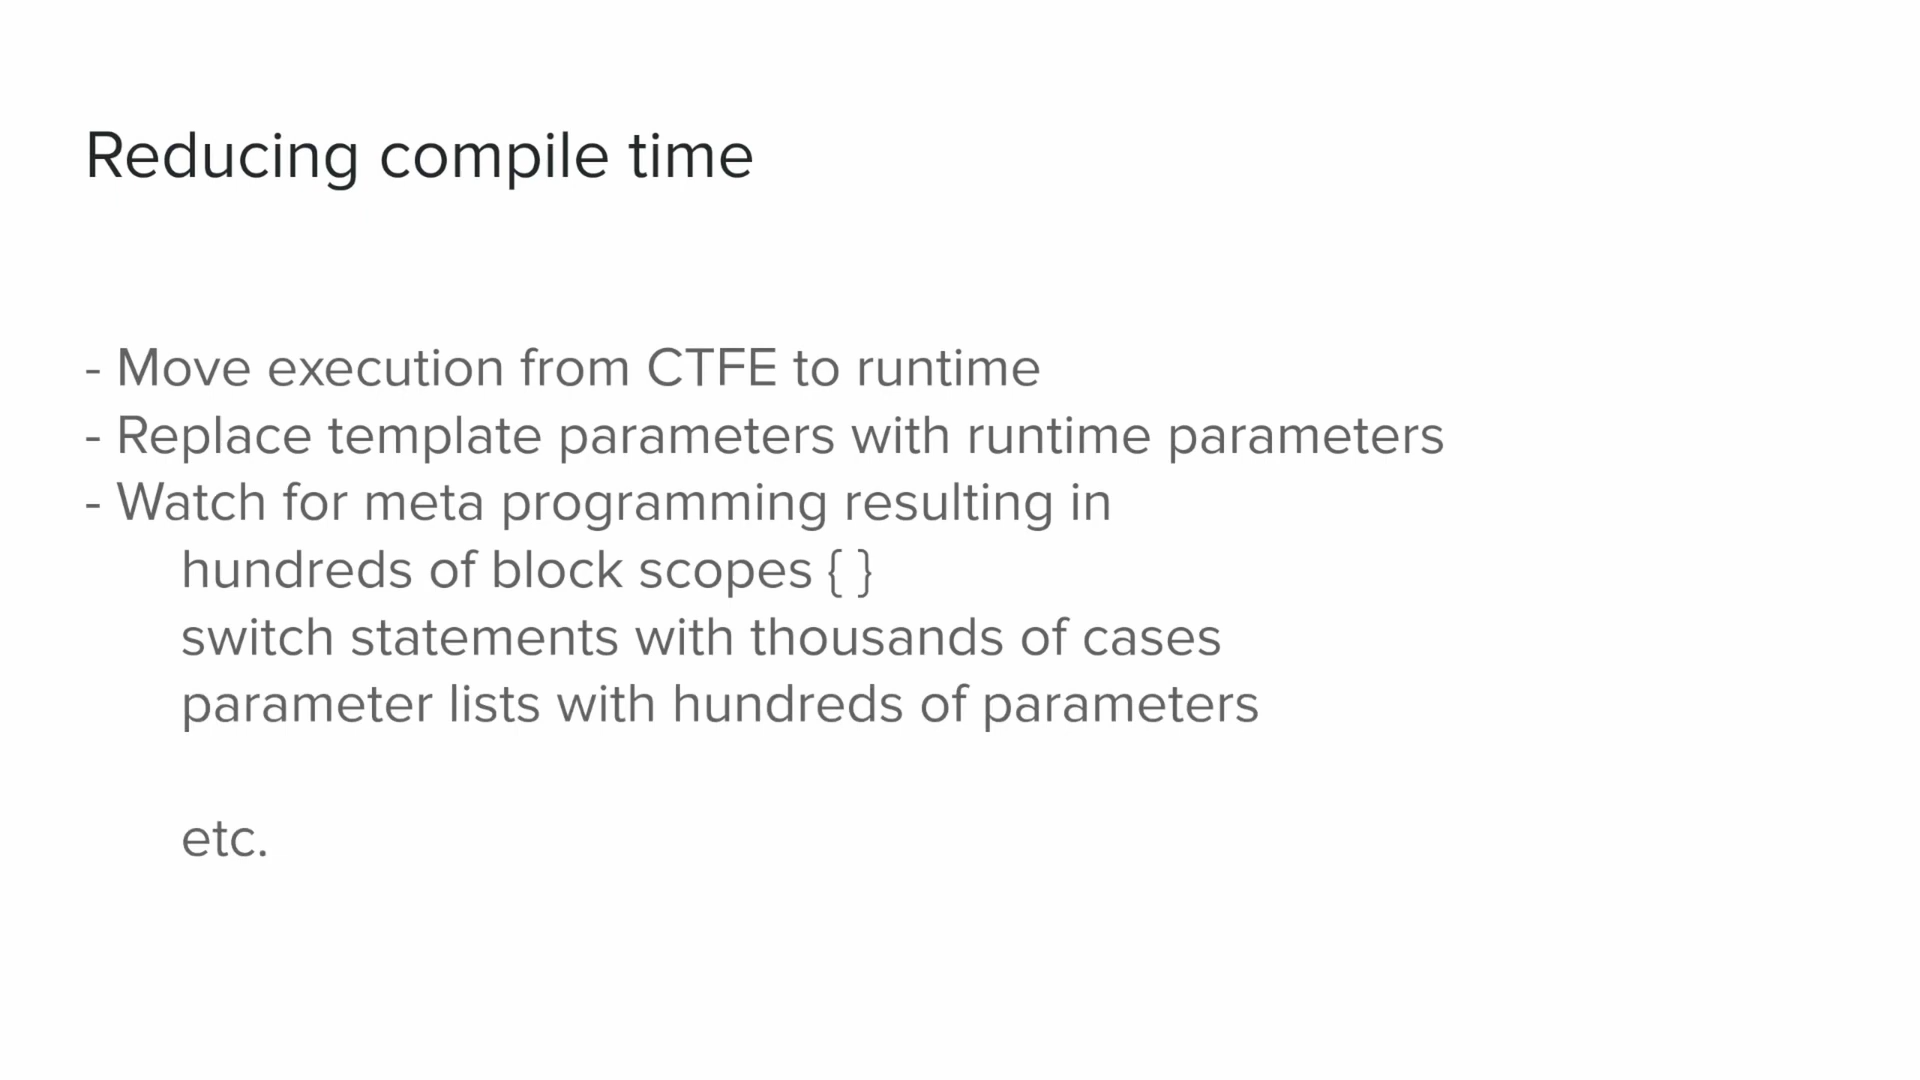 Reducing compile time
- Move execution from CTFE to runtime
- Replace template parameters with runtime parameters
- Watch for meta programming resulting in
hundreds of block scopes { }
switch statements with thousands of cases
parameter lists with hundreds of parameters
etc.